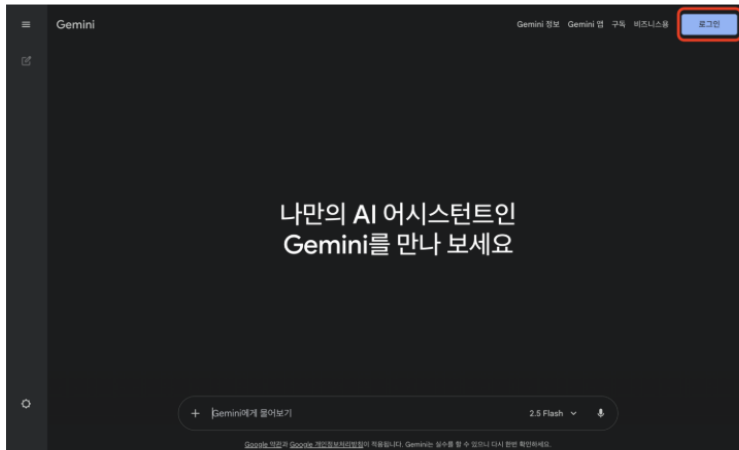 Gemini
Gemini 정보 Gemini 앱 구독 비즈니스용 로그인
나만의 AI 어시스턴트인
Gemini를 만나 보세요
Gemini에게 물어보기 2.5 Flash
Google 약관과 Google 개인정보처리방침이 적용됩니다. Gemini는 실수를 할 수 있으니 다시 한번 확인하세요.